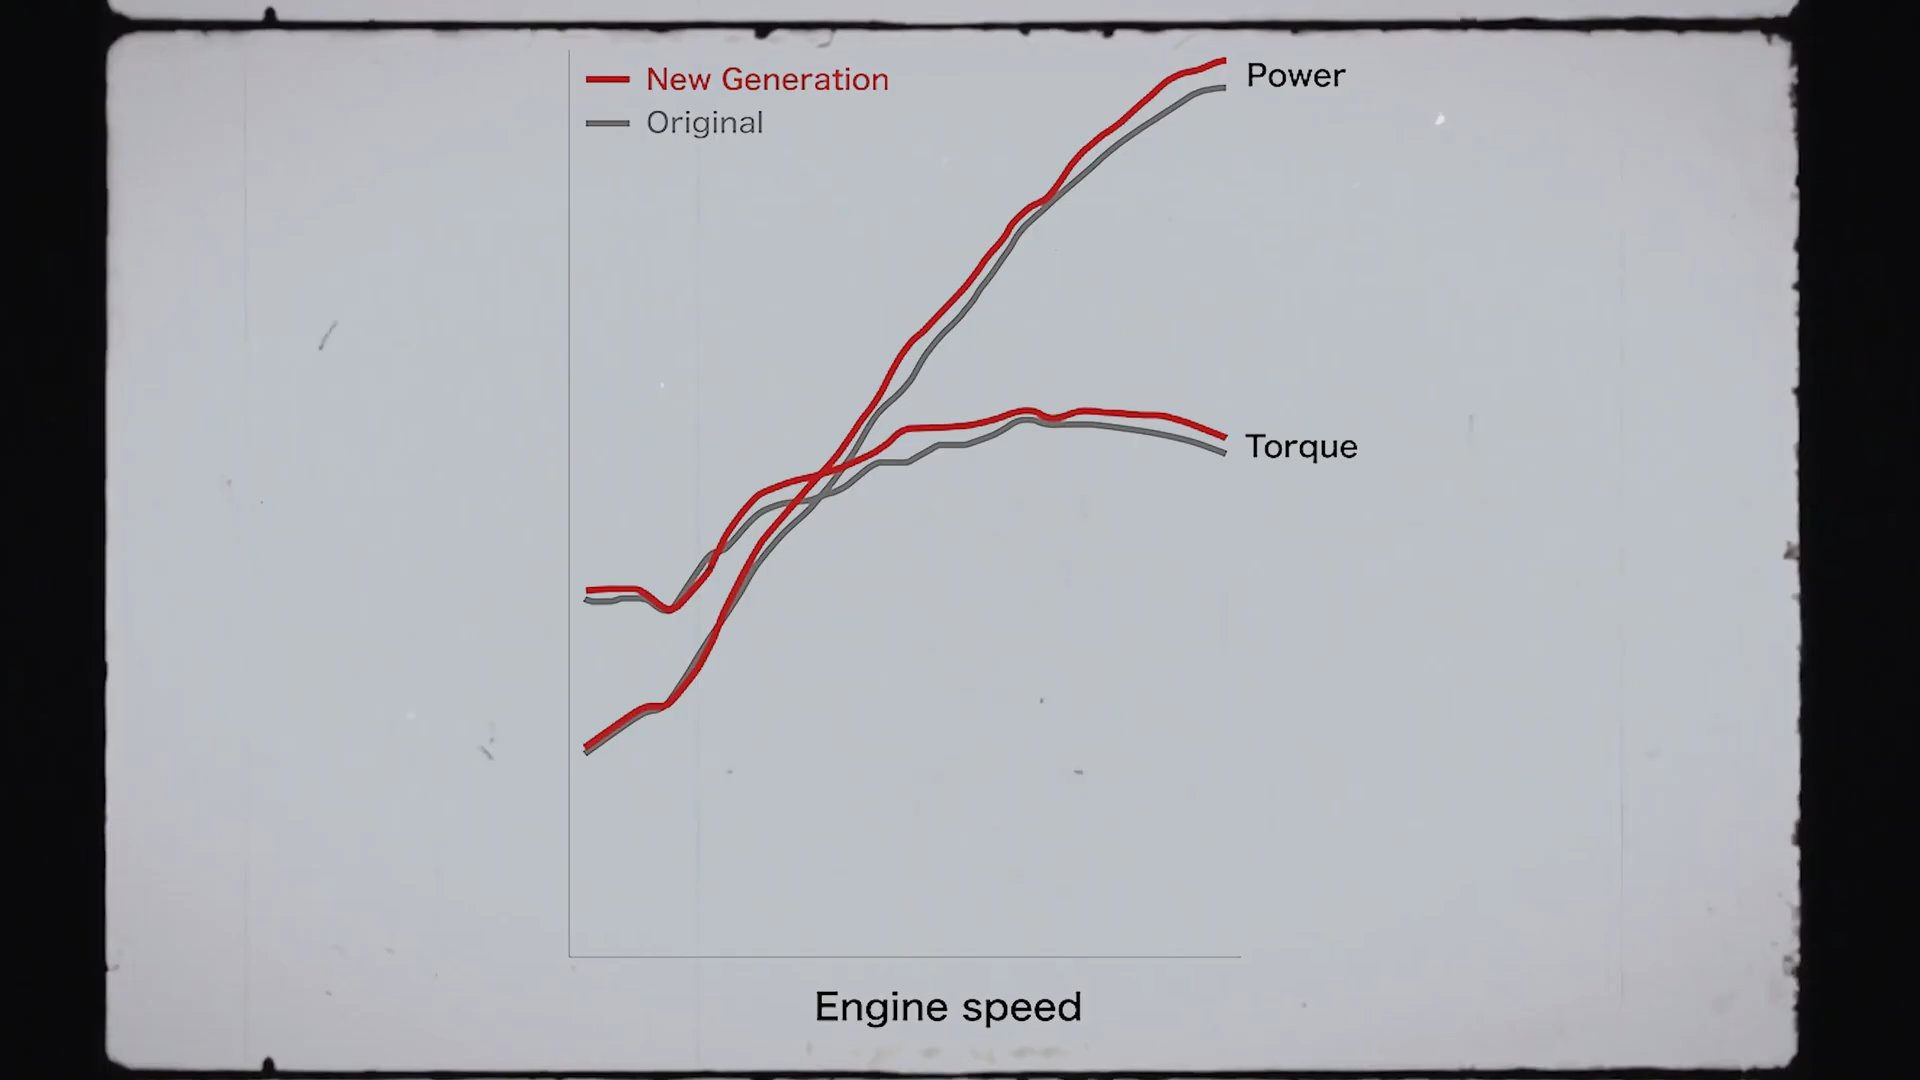 New Generation
Original
Power
Torque
Engine speed